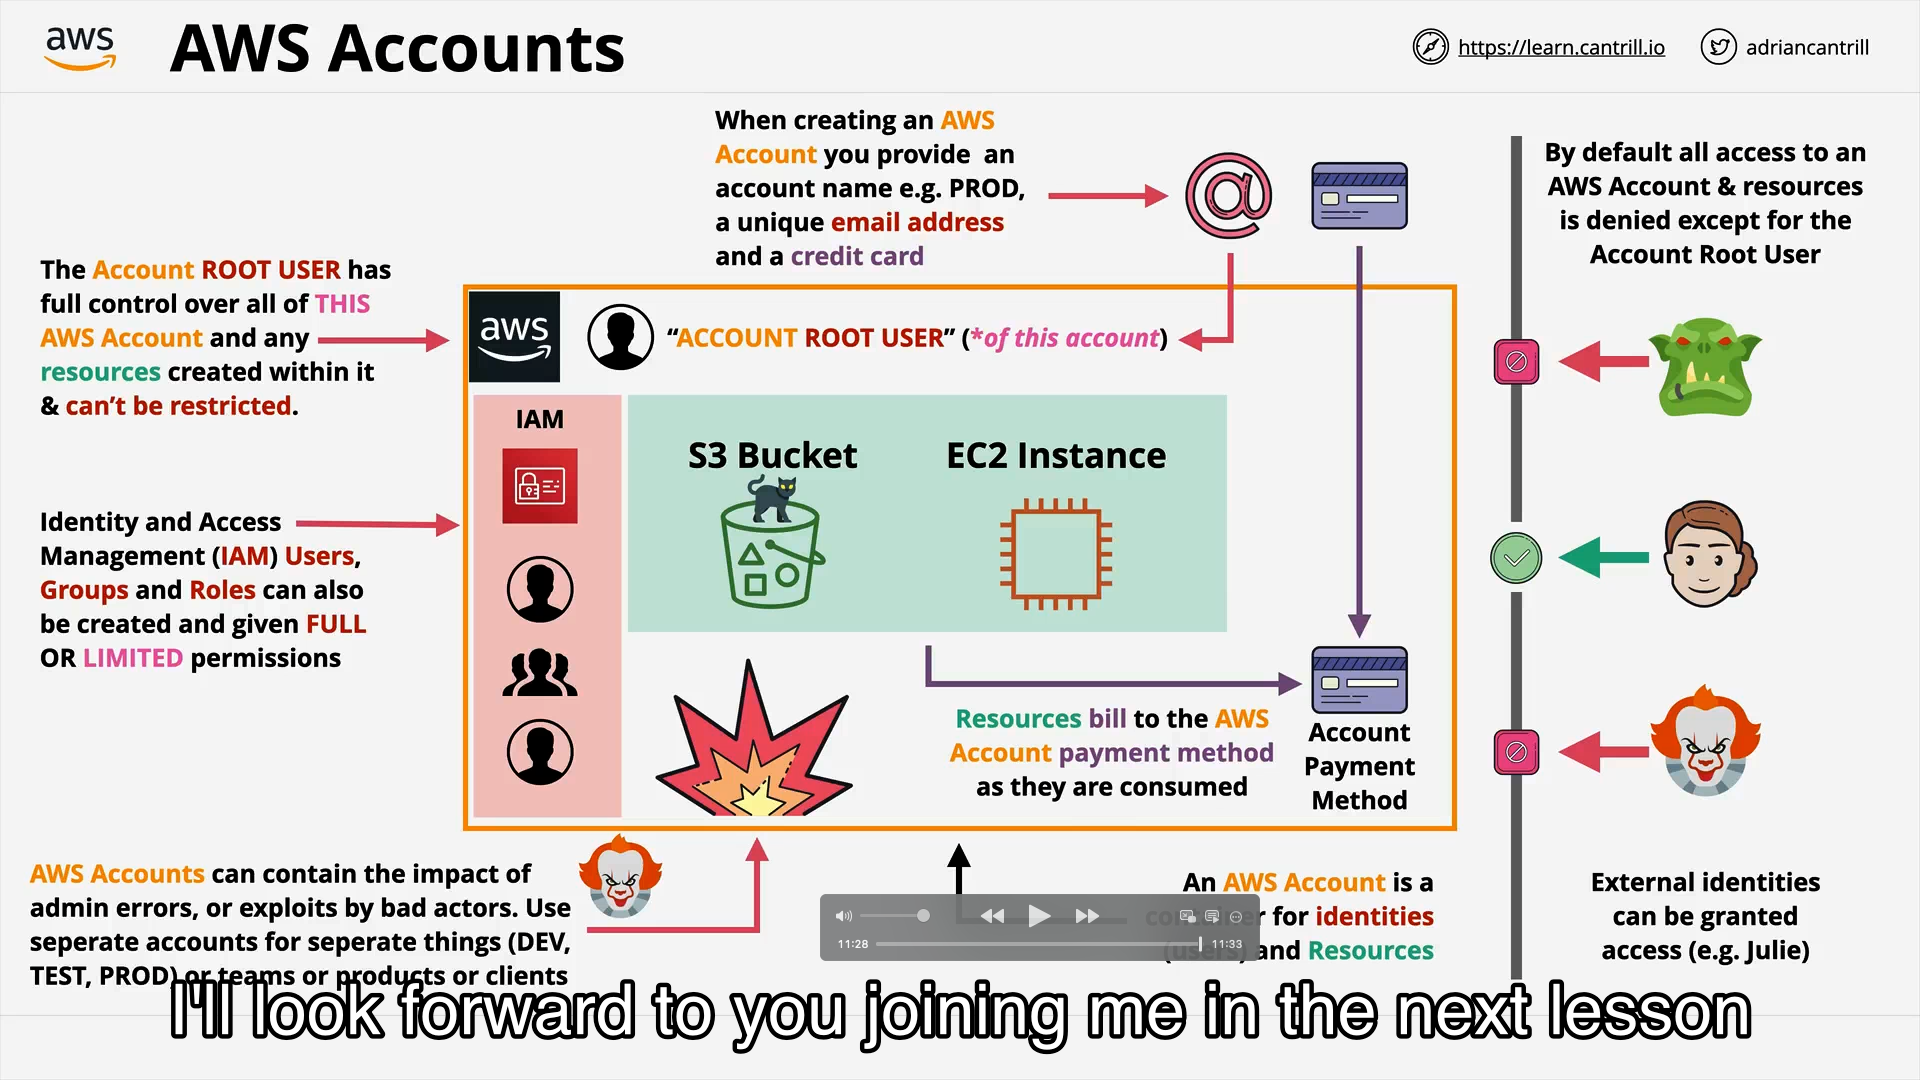 aws
AWS Accounts
https://learn.cantrill.io
adriancantrill
When creating an AWS
Account you provide an
account name e.g. PROD,
a unique email address
and a credit card
By default all access to an
AWS Account & resources
is denied except for the
Account Root User
The Account ROOT USER has
full control over all of THIS
AWS Account and any
resources created within it
& can't be restricted.
aws
“ACCOUNT ROOT USER” (*of this account)
IAM
S3 Bucket
EC2 Instance
Identity and Access
Management (IAM) Users,
Groups and Roles can also
be created and given FULL
OR LIMITED permissions
Resources bill to the AWS
Account payment method
as they are consumed
Account
Payment
Method
AWS Accounts can contain the impact of
admin errors, or exploits by bad actors. Use
seperate accounts for seperate things (DEV,
TEST, PROD) or teams or products or clients
An AWS Account is a
container for identities
(users) and Resources
External identities
can be granted
access (e.g. Julie)
11:28
11:33
I'll look forward to you joining me in the next lesson